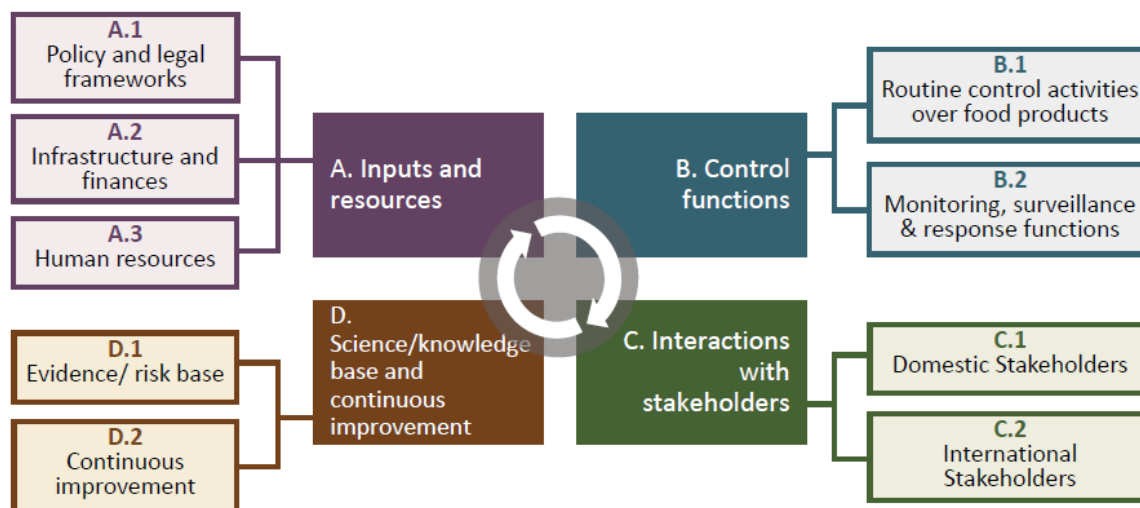 A.1
Policy and legal
frameworks
A.2
Infrastructure and
finances
A.3
Human resources
A. Inputs and
resources
B. Control
functions
B.1
Routine control activities
over food products
B.2
Monitoring, surveillance
& response functions
D.1
Evidence/ risk base
D.2
Continuous
improvement
D.
Science/knowledge
base and
continuous
improvement
C. Interactions
with
stakeholders
C.1
Domestic Stakeholders
C.2
International
Stakeholders